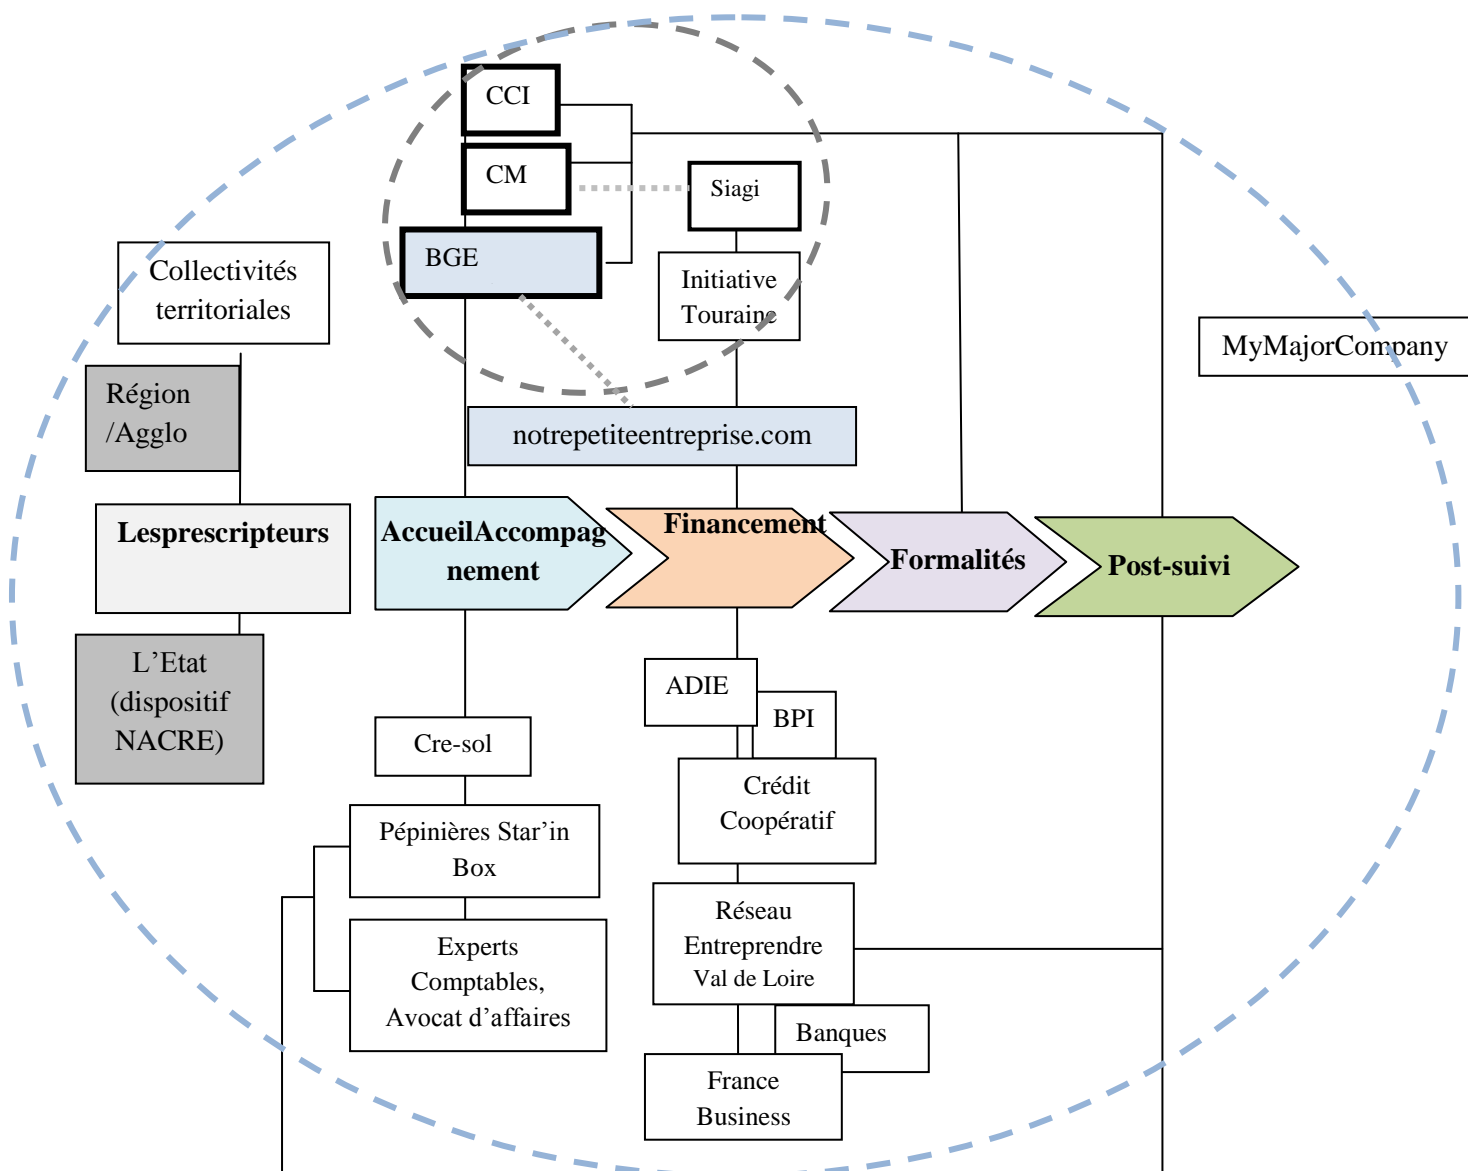 CCI
CM
Siagi
BGE
Collectivités
territoriales
Initiative
Touraine
MyMajorCompany
Région
/Agglo
notrepetiteentreprise.com
Lesprescripteurs
AccueilAccompag
nement
Financement
Formalités
Post-suivi
L’Etat
(dispositif
NACRE)
ADIE
BPI
Cre-sol
Crédit
Coopératif
Pépinières Star’in
Box
Réseau
Entreprendre
Val de Loire
Experts
Comptables,
Avocat d’affaires
Banques
France
Business